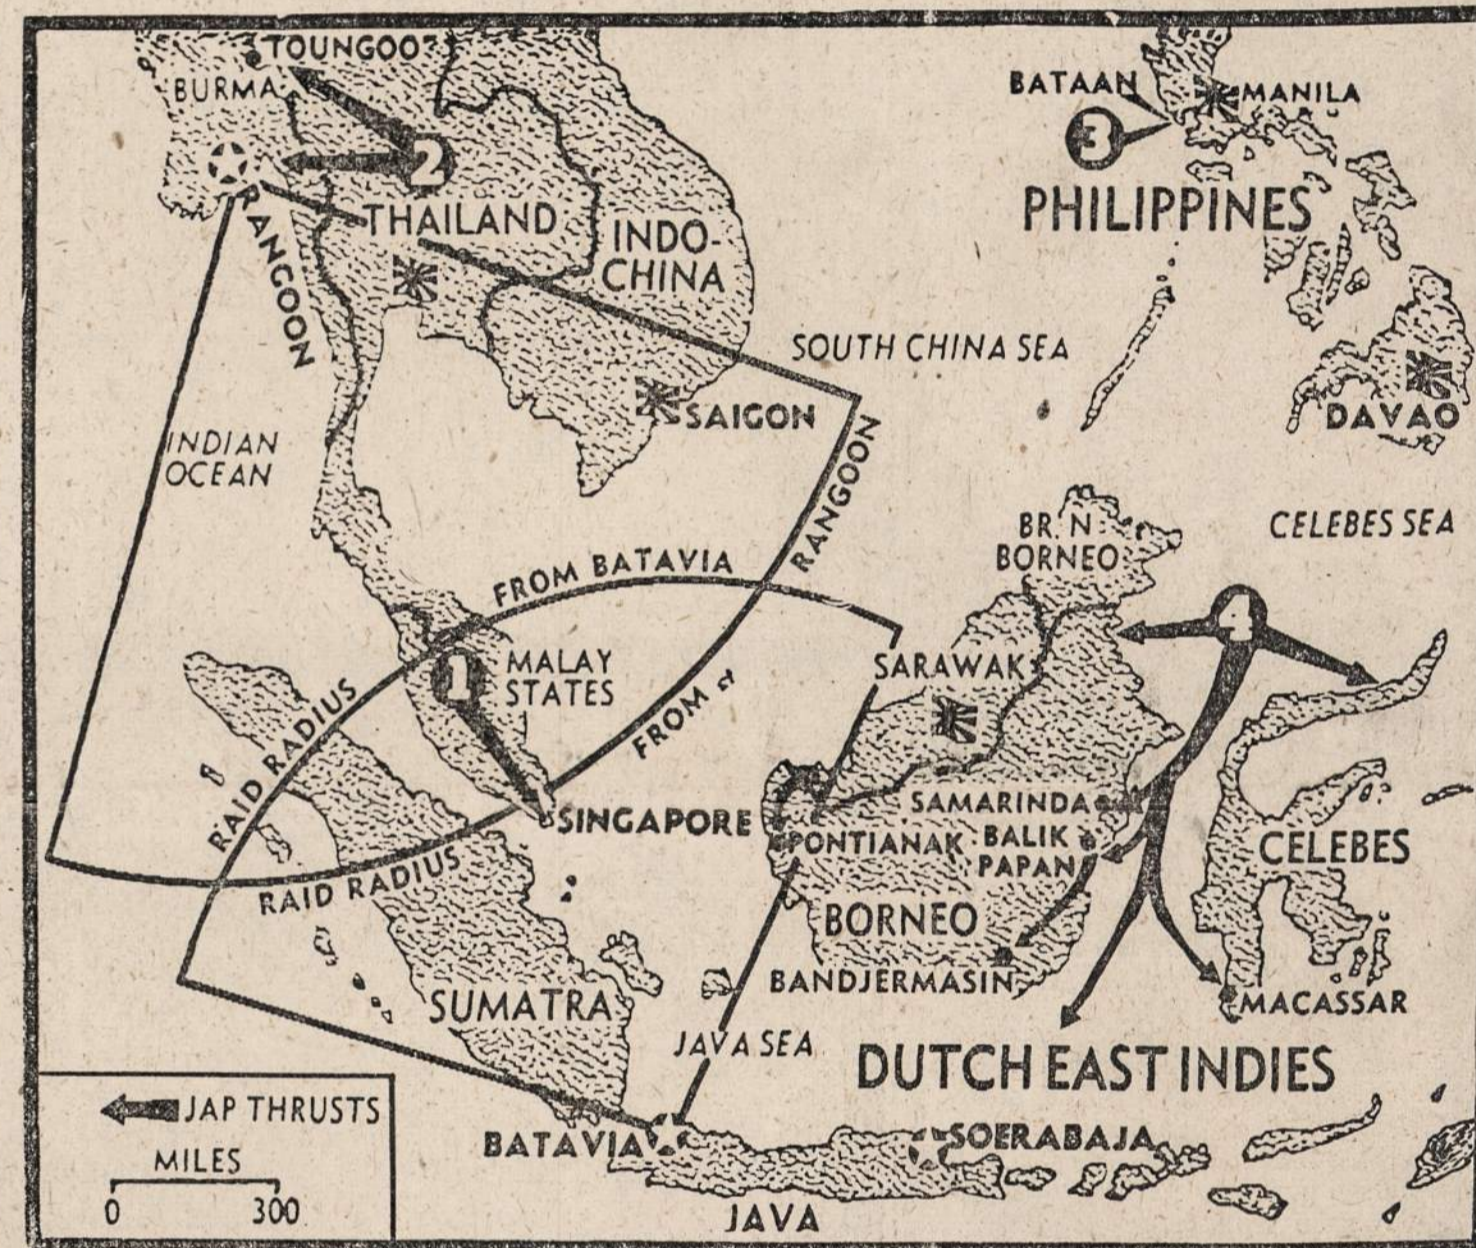 TOUNGOO
BURMA
2
RANGOON
THAILAND
INDO-
CHINA
BATAAN
MANILA
3
PHILIPPINES
SOUTH CHINA SEA
SAIGON
DAVAO
INDIAN
OCEAN
RANGOON
BR. N.
BORNEO
CELEBES SEA
FROM BATAVIA
4
1
MALAY
STATES
SARAWAK
RAID RADIUS
FROM
SINGAPORE
SAMARINDA
PONTIANAK
BALIK
PAPAN
CELEBES
RAID RADIUS
BORNEO
BANDJERMASIN
SUMATRA
MACASSAR
JAVA SEA
DUTCH EAST INDIES
JAP THRUSTS
MILES
0 300
BATAVIA
SOERABAJA
JAVA